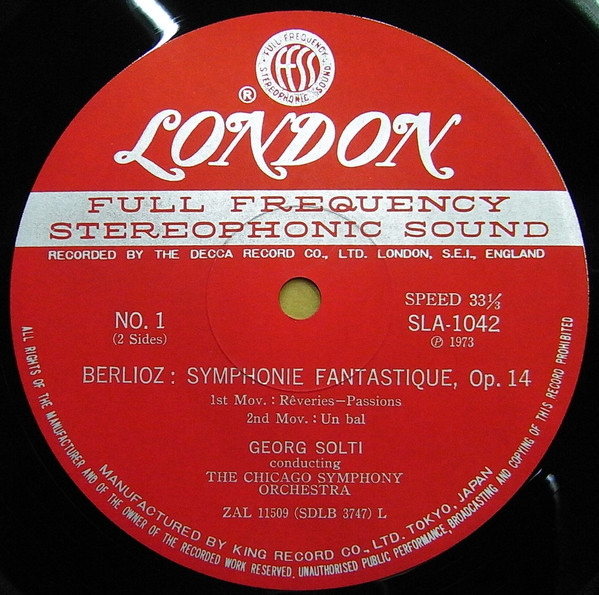 FULL FREQUENCY
ffss
STEREOPHONIC SOUND
® LONDON
FULL FREQUENCY
STEREOPHONIC SOUND
RECORDED BY THE DECCA RECORD CO., LTD. LONDON, S.E.I., ENGLAND
NO. 1
(2 Sides)
SPEED 33⅓
SLA-1042
℗ 1973
BERLIOZ : SYMPHONIE FANTASTIQUE, Op. 14
1st Mov. : Rêveries—Passions
2nd Mov. : Un bal
GEORG SOLTI
conducting
THE CHICAGO SYMPHONY
ORCHESTRA
ZAL 11509 (SDLB 3747) L
MANUFACTURED BY KING RECORD CO., LTD. TOKYO, JAPAN
ALL RIGHTS OF THE MANUFACTURER AND OF THE OWNER OF THE RECORDED WORK RESERVED. UNAUTHORISED PUBLIC PERFORMANCE, BROADCASTING AND COPYING OF THIS RECORD PROHIBITED